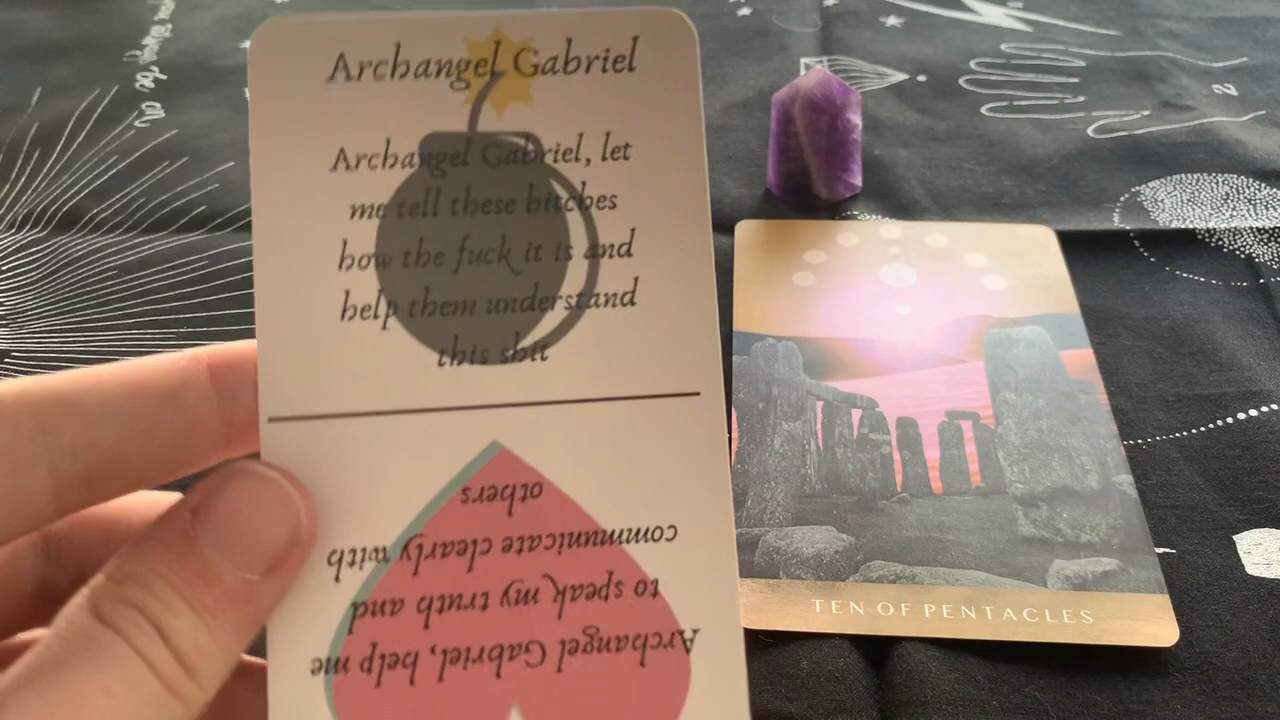 Archangel Gabriel
Archangel Gabriel, let
me tell these bitches
how the fuck it is and
help them understand
this shit
Archangel Gabriel, help me
to speak my truth and
communicate clearly with
others
TEN OF PENTACLES